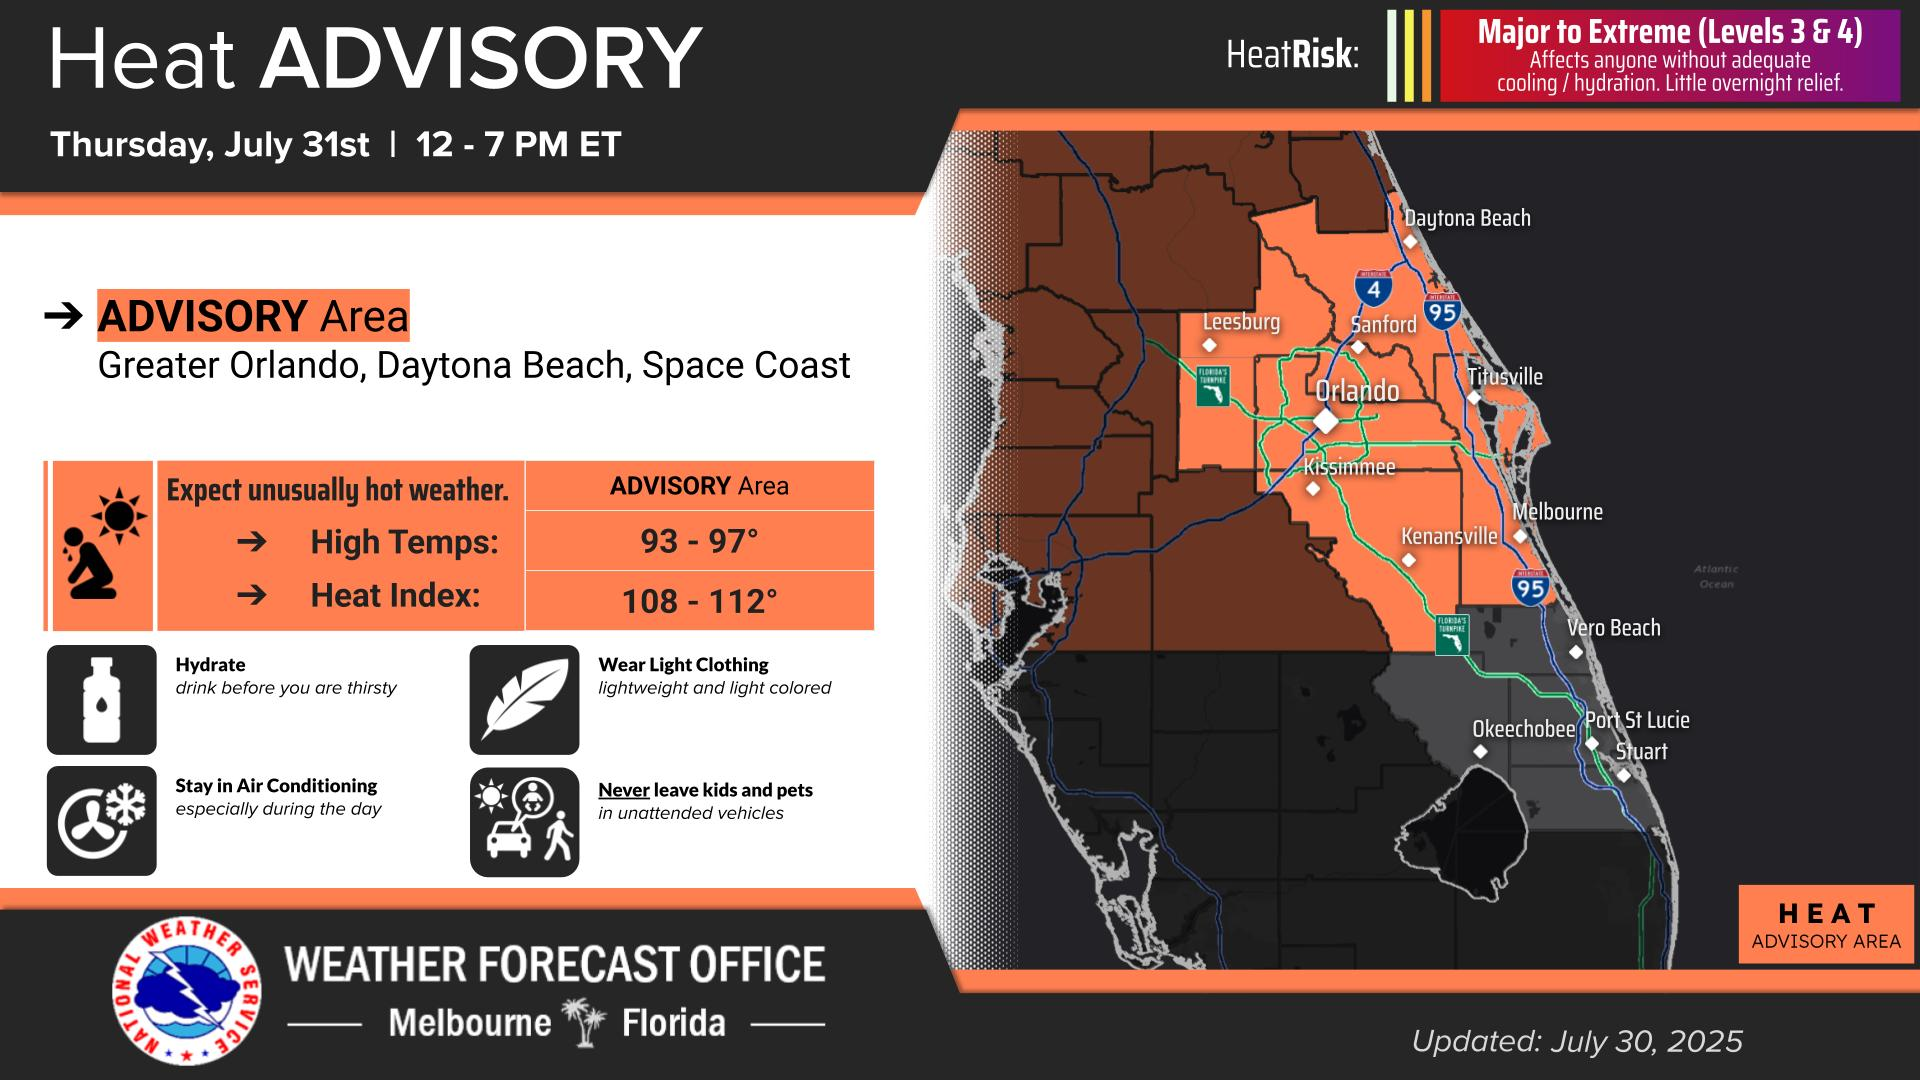 Heat ADVISORY
Thursday, July 31st | 12 - 7 PM ET
HeatRisk:
Major to Extreme (Levels 3 & 4)
Affects anyone without adequate
cooling / hydration. Little overnight relief.
➔ ADVISORY Area
Greater Orlando, Daytona Beach, Space Coast
Expect unusually hot weather.
ADVISORY Area
➔ High Temps:
93 - 97°
➔ Heat Index:
108 - 112°
Hydrate
drink before you are thirsty
Wear Light Clothing
lightweight and light colored
Stay in Air Conditioning
especially during the day
Never leave kids and pets
in unattended vehicles
Daytona Beach
INTERSTATE
4
INTERSTATE
95
Leesburg
Sanford
FLORIDA'S
TURNPIKE
Titusville
Orlando
Kissimmee
Melbourne
Kenansville
Atlantic
Ocean
INTERSTATE
95
FLORIDA'S
TURNPIKE
Vero Beach
Okeechobee
Port St Lucie
Stuart
HEAT
ADVISORY AREA
NATIONAL WEATHER SERVICE
WEATHER FORECAST OFFICE
Melbourne Florida
Updated: July 30, 2025